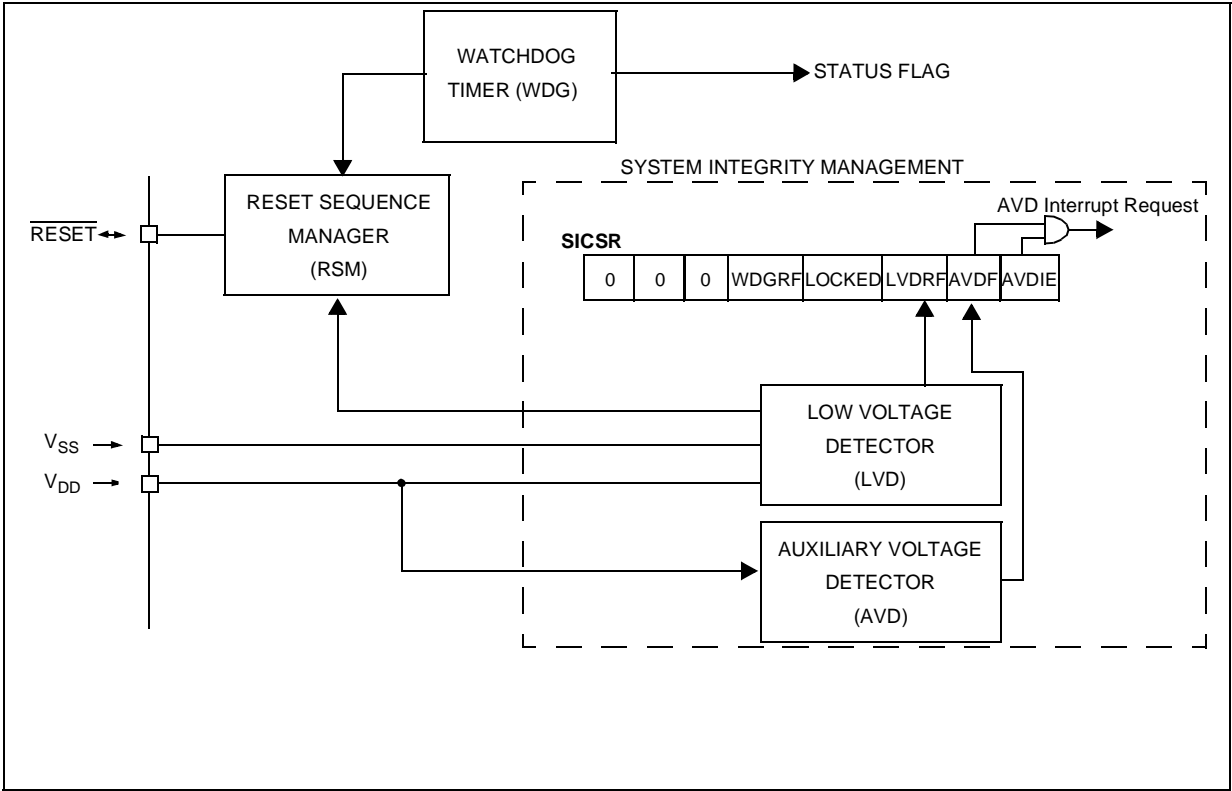 WATCHDOG
TIMER (WDG)
STATUS FLAG
SYSTEM INTEGRITY MANAGEMENT
RESET SEQUENCE
MANAGER
(RSM)
RESET
AVD Interrupt Request
SICSR
0 0 0 WDGRF LOCKED LVDRF AVDF AVDIE
LOW VOLTAGE
DETECTOR
(LVD)
VSS
VDD
AUXILIARY VOLTAGE
DETECTOR
(AVD)